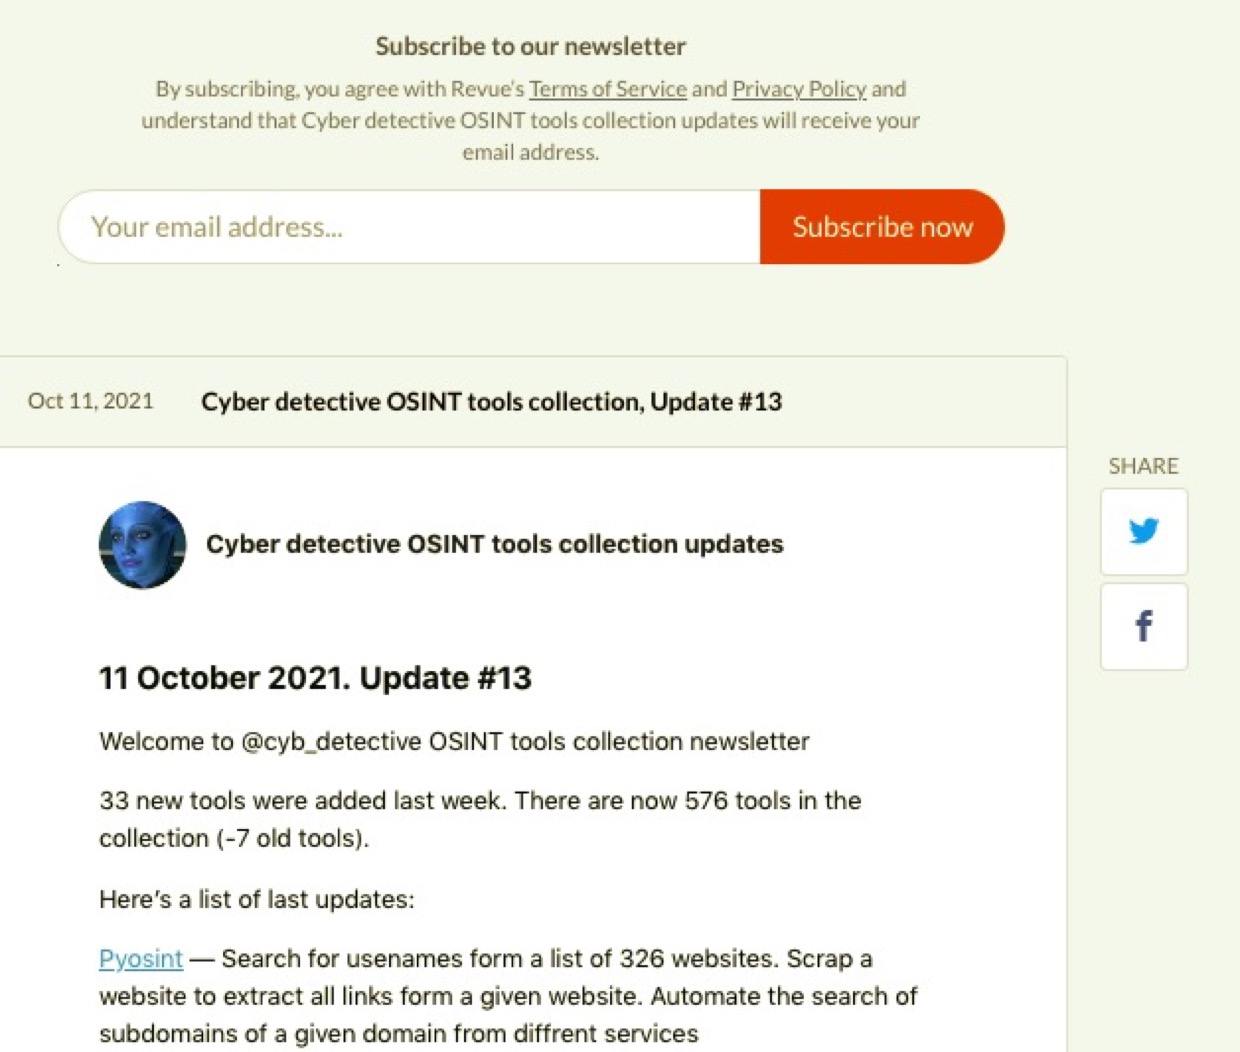 Subscribe to our newsletter
By subscribing, you agree with Revue's Terms of Service and Privacy Policy and
understand that Cyber detective OSINT tools collection updates will receive your
email address.
Your email address...
Subscribe now
Oct 11, 2021
Cyber detective OSINT tools collection, Update #13
SHARE
Cyber detective OSINT tools collection updates
11 October 2021. Update #13
Welcome to @cyb_detective OSINT tools collection newsletter
33 new tools were added last week. There are now 576 tools in the
collection (-7 old tools).
Here’s a list of last updates:
Pyosint — Search for usenames form a list of 326 websites. Scrap a
website to extract all links form a given website. Automate the search of
subdomains of a given domain from diffrent services